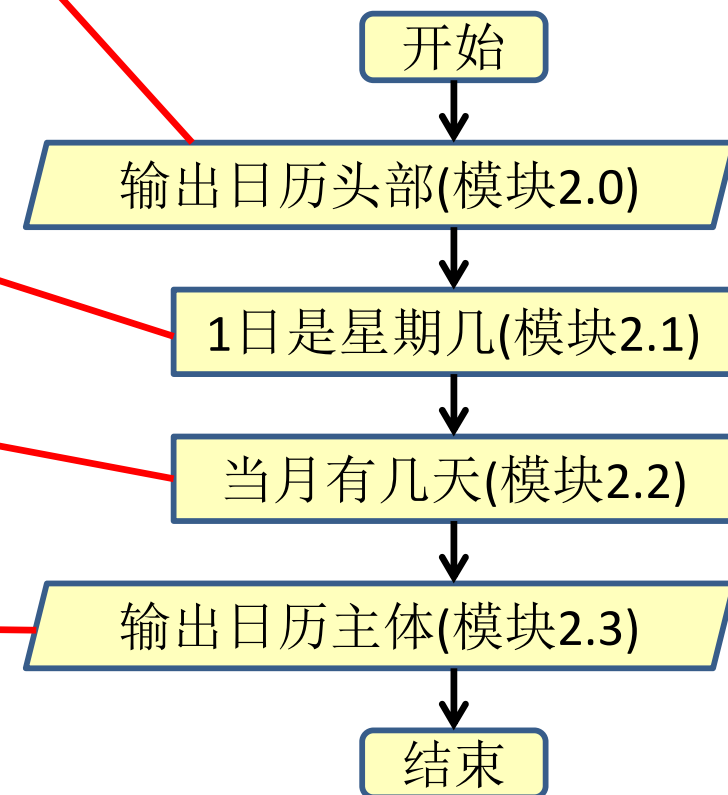 开始
输出日历头部(模块2.0)
1日是星期几(模块2.1)
当月有几天(模块2.2)
输出日历主体(模块2.3)
结束